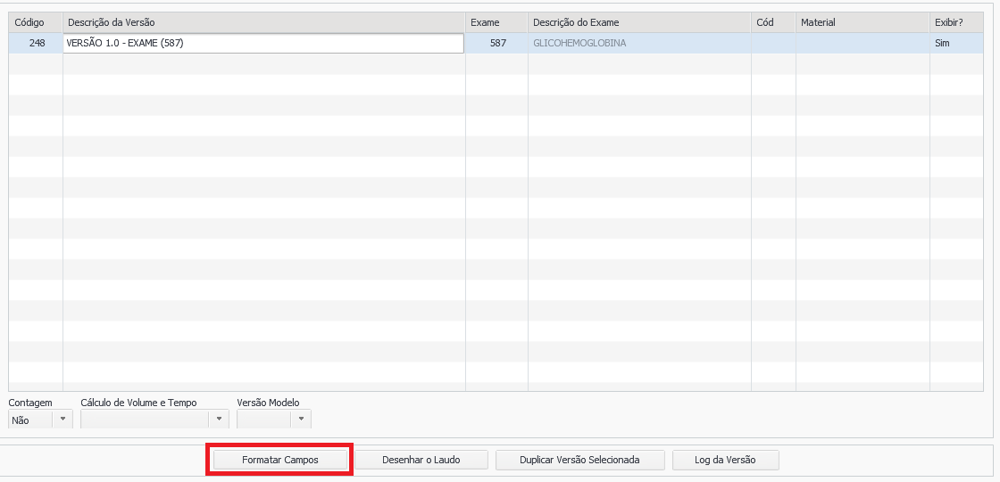 Código Descrição da Versão Exame Descrição do Exame Cód Material Exibir?
248 VERSÃO 1.0 - EXAME (587) 587 GLICOHEMOGLOBINA Sim
Contagem Cálculo de Volume e Tempo Versão Modelo
Não
Formatar Campos Desenhar o Laudo Duplicar Versão Selecionada Log da Versão